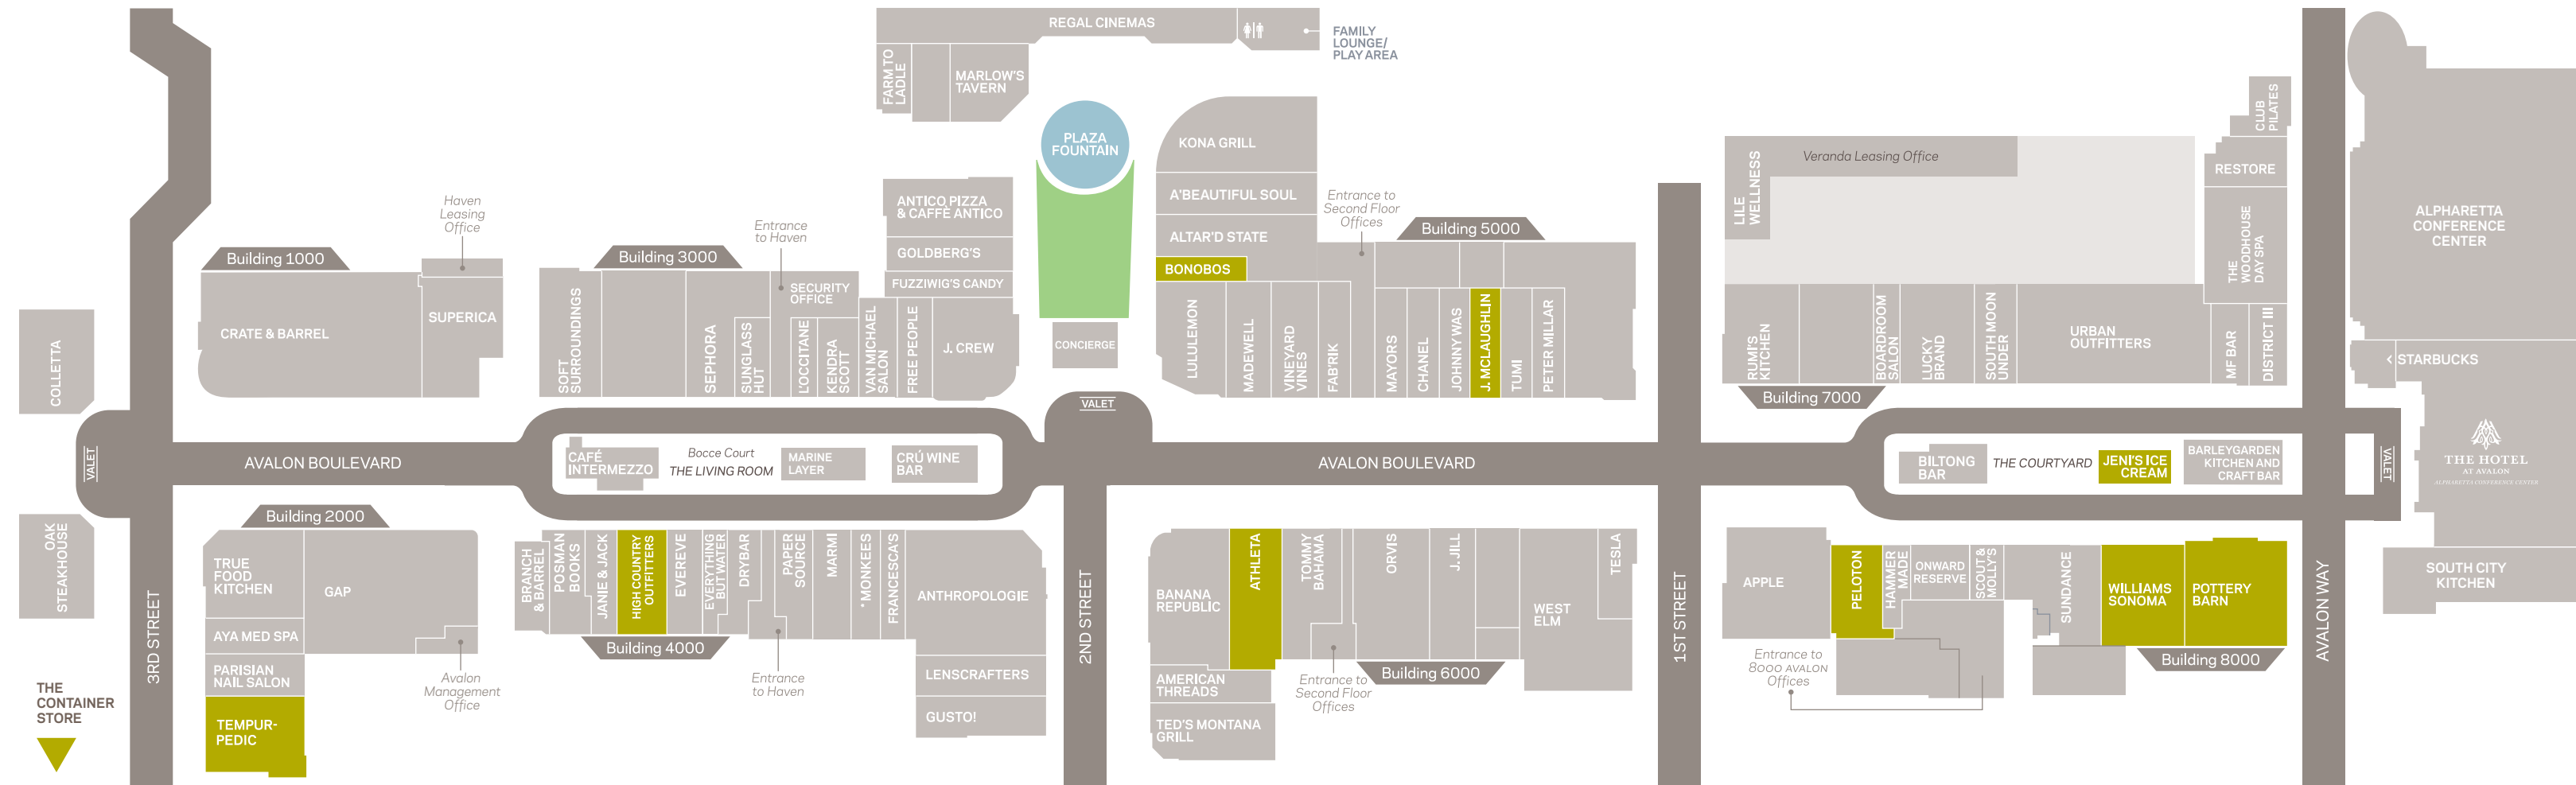 REGAL CINEMAS
FAMILY
LOUNGE/
PLAY AREA
FARM TO
LADLE
MARLOW'S
TAVERN
PLAZA
FOUNTAIN
KONA GRILL
A'BEAUTIFUL SOUL
ALTAR'D STATE
BONOBOS
Entrance to
Second Floor
Offices
Building 5000
LULULEMON
MADEWELL
VINEYARD
VINES
FAB'RIK
MAYORS
CHANEL
JOHNNY WAS
J. MCLAUGHLIN
TUMI
PETER MILLAR
ANTICO PIZZA
& CAFFÉ ANTICO
GOLDBERG'S
FUZZIWIG'S CANDY
J. CREW
FREE PEOPLE
VAN MICHAEL
SALON
KENDRA
SCOTT
L'OCCITANE
SECURITY
OFFICE
SUNGLASS
HUT
SEPHORA
SOFT
SURROUNDINGS
Entrance
to Haven
Building 3000
CONCIERGE
VALET
Haven
Leasing
Office
Building 1000
CRATE & BARREL
SUPERICA
COLLETTA
VALET
OAK
STEAKHOUSE
3RD STREET
AVALON BOULEVARD
CAFÉ
INTERMEZZO
Bocce Court
THE LIVING ROOM
MARINE
LAYER
CRÚ WINE
BAR
AVALON BOULEVARD
LILE
WELLNESS
Veranda Leasing Office
CLUB
PILATES
RESTORE
THE
WOODHOUSE
DAY SPA
RUMI'S
KITCHEN
BOARDROOM
SALON
LUCKY
BRAND
SOUTH MOON
UNDER
URBAN
OUTFITTERS
MF BAR
DISTRICT III
Building 7000
BILTONG
BAR
THE COURTYARD
JENI'S ICE
CREAM
BARLEYGARDEN
KITCHEN AND
CRAFT BAR
VALET
ALPHARETTA
CONFERENCE
CENTER
< STARBUCKS
THE HOTEL
AT AVALON
ALPHARETTA CONFERENCE CENTER
SOUTH CITY
KITCHEN
AVALON WAY
Building 2000
TRUE
FOOD
KITCHEN
GAP
AYA MED SPA
PARISIAN
NAIL SALON
TEMPUR-
PEDIC
Avalon
Management
Office
THE
CONTAINER
STORE
BRANCH
& BARREL
POSMAN
BOOKS
JANIE & JACK
HIGH COUNTRY
OUTFITTERS
EVEREVE
EVERYTHING
BUT WATER
DRYBAR
PAPER
SOURCE
MARMI
*MONKEES
FRANCESCA'S
ANTHROPOLOGIE
LENSCRAFTERS
GUSTO!
Building 4000
Entrance
to Haven
2ND STREET
BANANA
REPUBLIC
AMERICAN
THREADS
TED'S MONTANA
GRILL
ATHLETA
TOMMY
BAHAMA
ORVIS
J. JILL
WEST
ELM
TESLA
Entrance to
Second Floor
Offices
Building 6000
1ST STREET
APPLE
PELOTON
HAMMER
MADE
ONWARD
RESERVE
SCOUT &
MOLLY'S
SUNDANCE
WILLIAMS
SONOMA
POTTERY
BARN
Entrance to
8000 AVALON
Offices
Building 8000